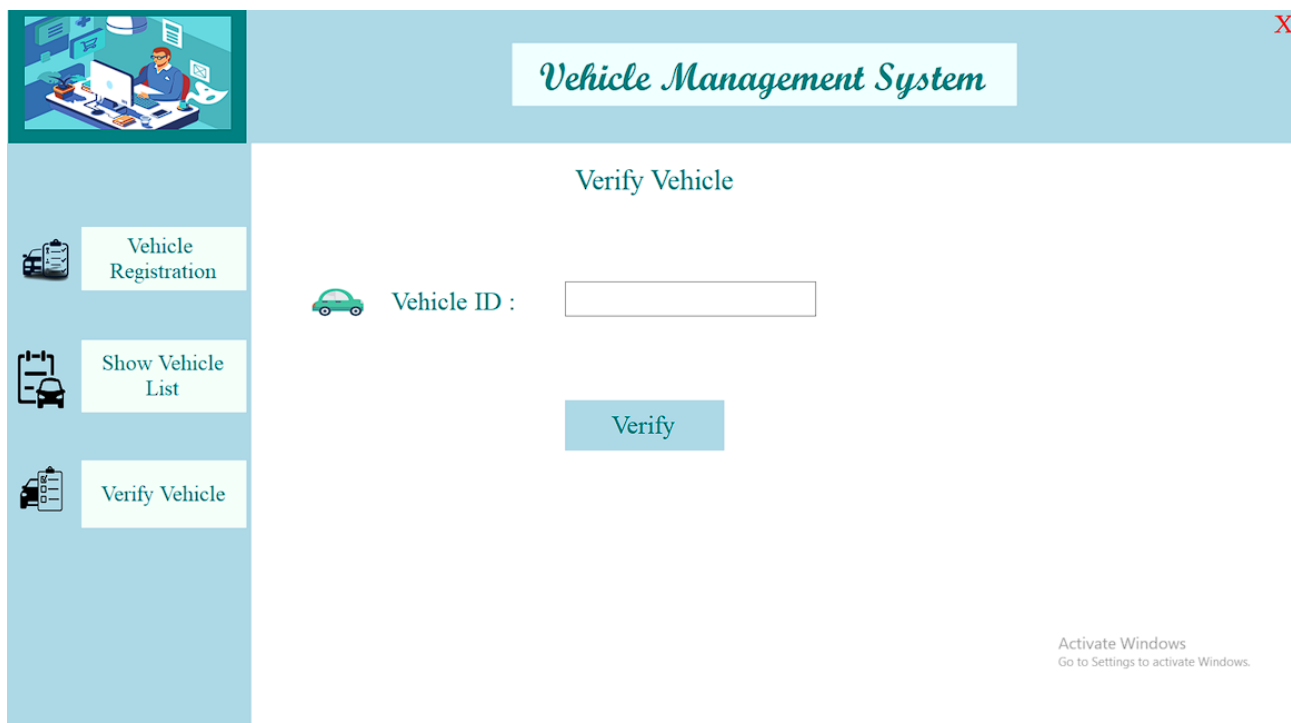 X
Vehicle Management System
Verify Vehicle
Vehicle
Registration
Vehicle ID :
Show Vehicle
List
Verify
Verify Vehicle
Activate Windows
Go to Settings to activate Windows.